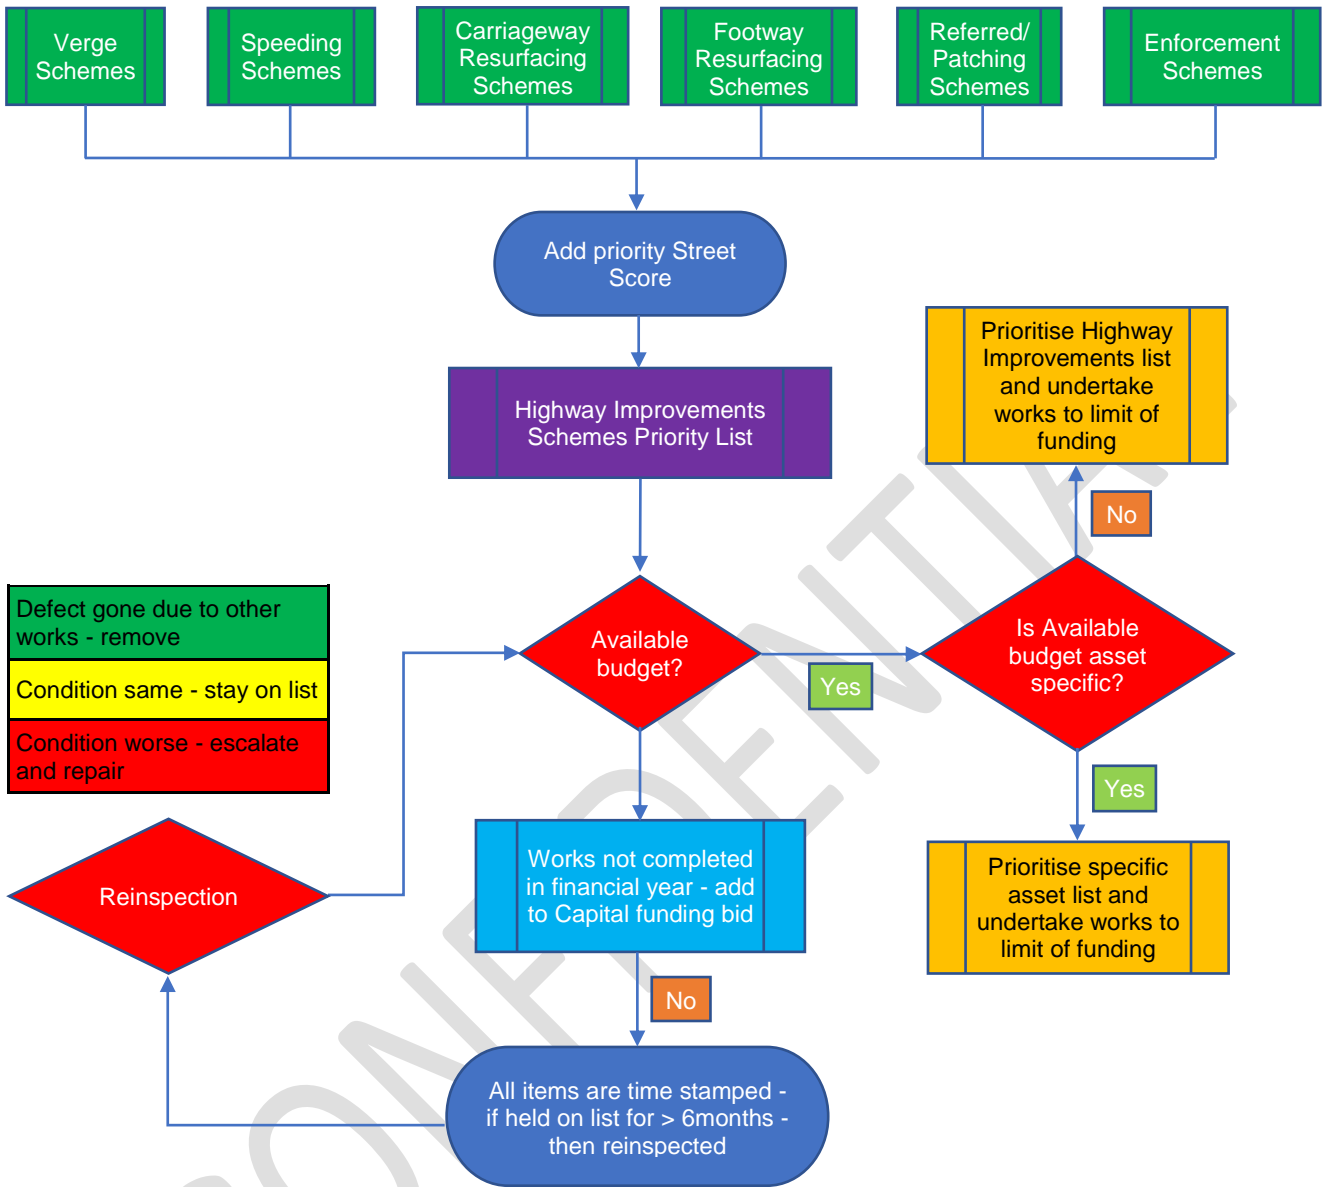 Verge
Schemes
Speeding
Schemes
Carriageway
Resurfacing
Schemes
Footway
Resurfacing
Schemes
Referred/
Patching
Schemes
Enforcement
Schemes
Add priority Street
Score
Highway Improvements
Schemes Priority List
Prioritise Highway
Improvements list
and undertake
works to limit of
funding
No
Defect gone due to other
works - remove
Condition same - stay on list
Condition worse - escalate
and repair
Available
budget?
Yes
Is Available
budget asset
specific?
Yes
Reinspection
Works not completed
in financial year - add
to Capital funding bid
Prioritise specific
asset list and
undertake works to
limit of funding
No
All items are time stamped -
if held on list for > 6months -
then reinspected
CONFIDENTIAL